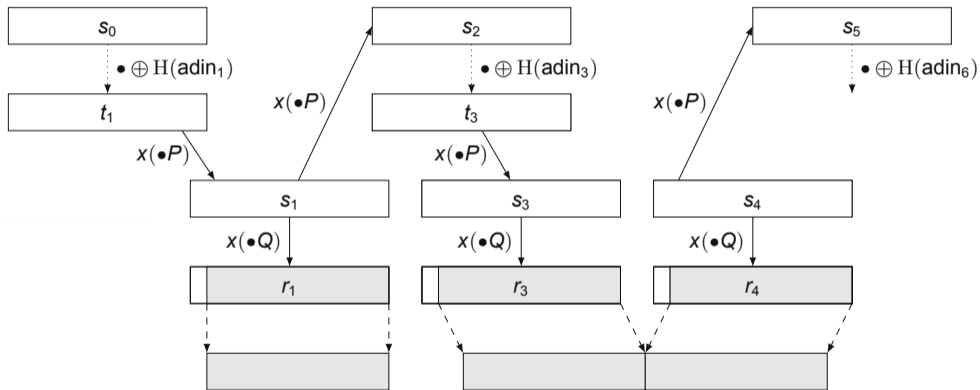 s₀ s₂ s₅
• ⊕ H(adin₁) • ⊕ H(adin₃) • ⊕ H(adin₆)
x(•P) x(•P)
t₁ t₃
x(•P) x(•P)
s₁ s₃ s₄
x(•Q) x(•Q) x(•Q)
r₁ r₃ r₄